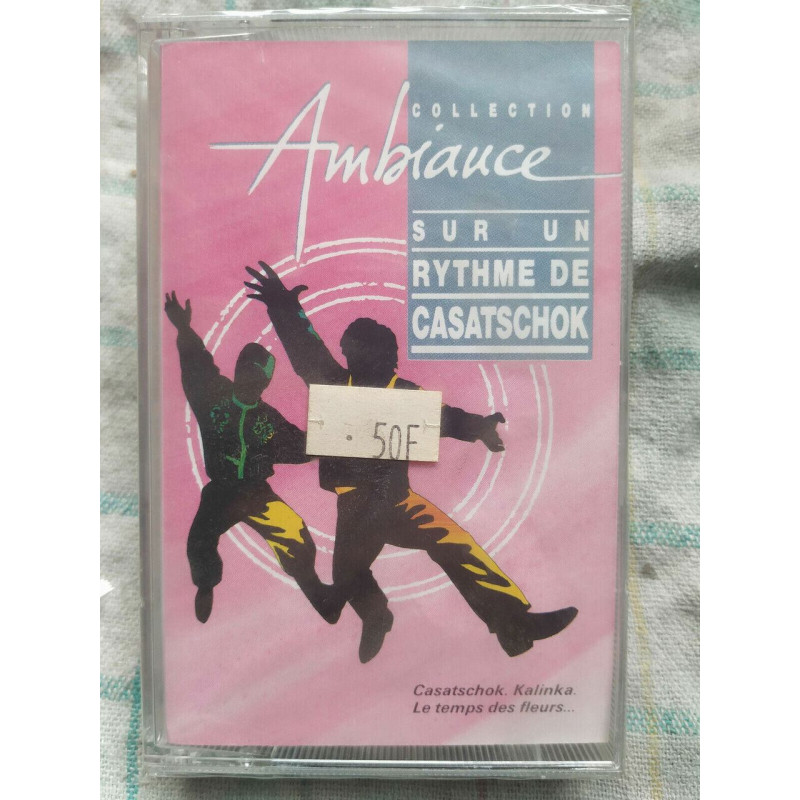 COLLECTION
Ambiance
SUR UN
RYTHME DE
CASATSCHOK
. 50F
Casatschok. Kalinka.
Le temps des fleurs...